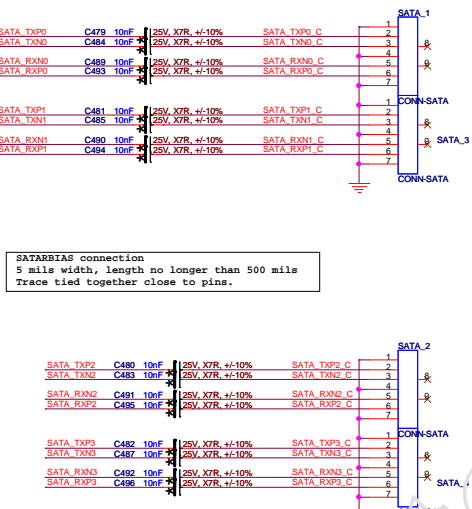 SATA_1
1
SATA_TXP0 C479 10nF 25V, X7R, +/-10% SATA_TXP0_C 2
SATA_TXN0 C484 10nF 25V, X7R, +/-10% SATA_TXN0_C 3 8
4
SATA_RXN0 C489 10nF 25V, X7R, +/-10% SATA_RXN0_C 5 9
SATA_RXP0 C493 10nF 25V, X7R, +/-10% SATA_RXP0_C 6
7
CONN-SATA
1
SATA_TXP1 C481 10nF 25V, X7R, +/-10% SATA_TXP1_C 2
SATA_TXN1 C485 10nF 25V, X7R, +/-10% SATA_TXN1_C 3 8
4
SATA_RXN1 C490 10nF 25V, X7R, +/-10% SATA_RXN1_C 5 9 SATA_3
SATA_RXP1 C494 10nF 25V, X7R, +/-10% SATA_RXP1_C 6
7
CONN-SATA
SATARBIAS connection
5 mils width, length no longer than 500 mils
Trace tied together close to pins.
SATA_2
1
SATA_TXP2 C480 10nF 25V, X7R, +/-10% SATA_TXP2_C 2
SATA_TXN2 C483 10nF 25V, X7R, +/-10% SATA_TXN2_C 3 8
4
SATA_RXN2 C491 10nF 25V, X7R, +/-10% SATA_RXN2_C 5 9
SATA_RXP2 C495 10nF 25V, X7R, +/-10% SATA_RXP2_C 6
7
CONN-SATA
1
SATA_TXP3 C482 10nF 25V, X7R, +/-10% SATA_TXP3_C 2
SATA_TXN3 C487 10nF 25V, X7R, +/-10% SATA_TXN3_C 3 8
4
SATA_RXN3 C492 10nF 25V, X7R, +/-10% SATA_RXN3_C 5 9
SATA_RXP3 C496 10nF 25V, X7R, +/-10% SATA_RXP3_C 6
7